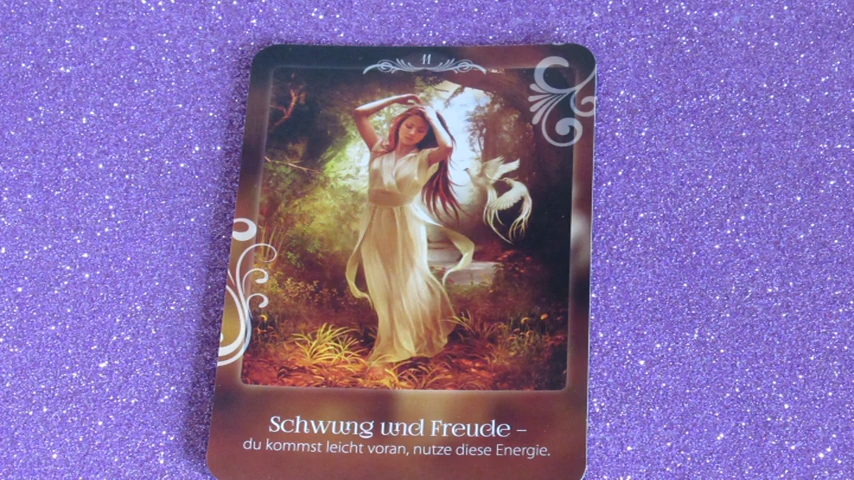 11
Schwung und Freude –
du kommst leicht voran, nutze diese Energie.